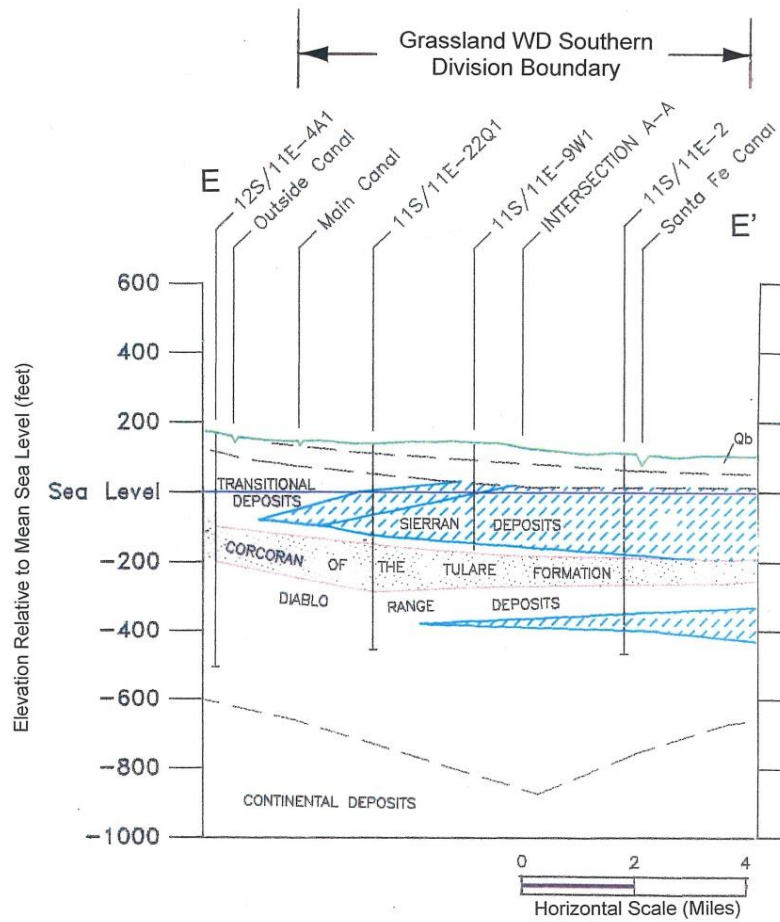 Grassland WD Southern
Division Boundary
E
12S/11E-4A1
Outside Canal
Main Canal
11S/11E-22Q1
11S/11E-9W1
INTERSECTION A-A
11S/11E-2
Santa Fe Canal
E'
Elevation Relative to Mean Sea Level (feet)
600
400
200
Sea Level
-200
-400
-600
-800
-1000
Qb
TRANSITIONAL
DEPOSITS
SIERRAN DEPOSITS
CORCORAN OF THE TULARE FORMATION
DIABLO RANGE DEPOSITS
CONTINENTAL DEPOSITS
0 2 4
Horizontal Scale (Miles)